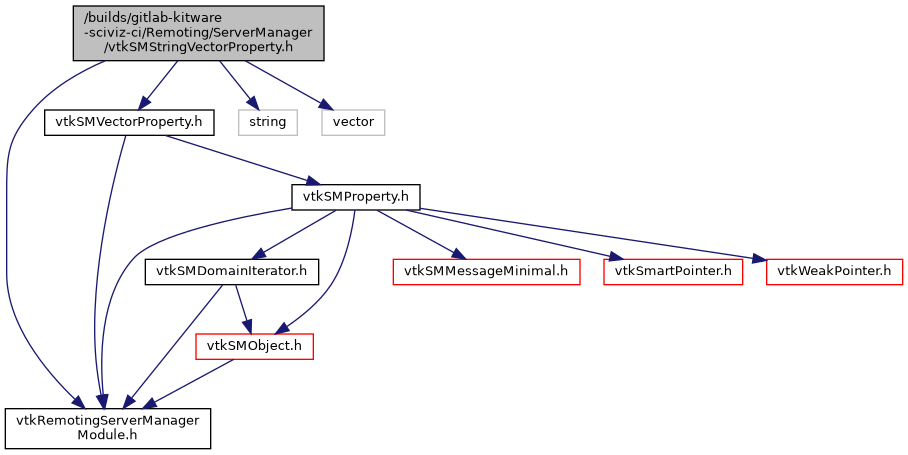 /builds/gitlab-kitware
-sciviz-ci/Remoting/ServerManager
/vtkSMStringVectorProperty.h
vtkSMVectorProperty.h
string
vector
vtkSMProperty.h
vtkSMDomainIterator.h
vtkSMMessageMinimal.h
vtkSmartPointer.h
vtkWeakPointer.h
vtkSMObject.h
vtkRemotingServerManager
Module.h